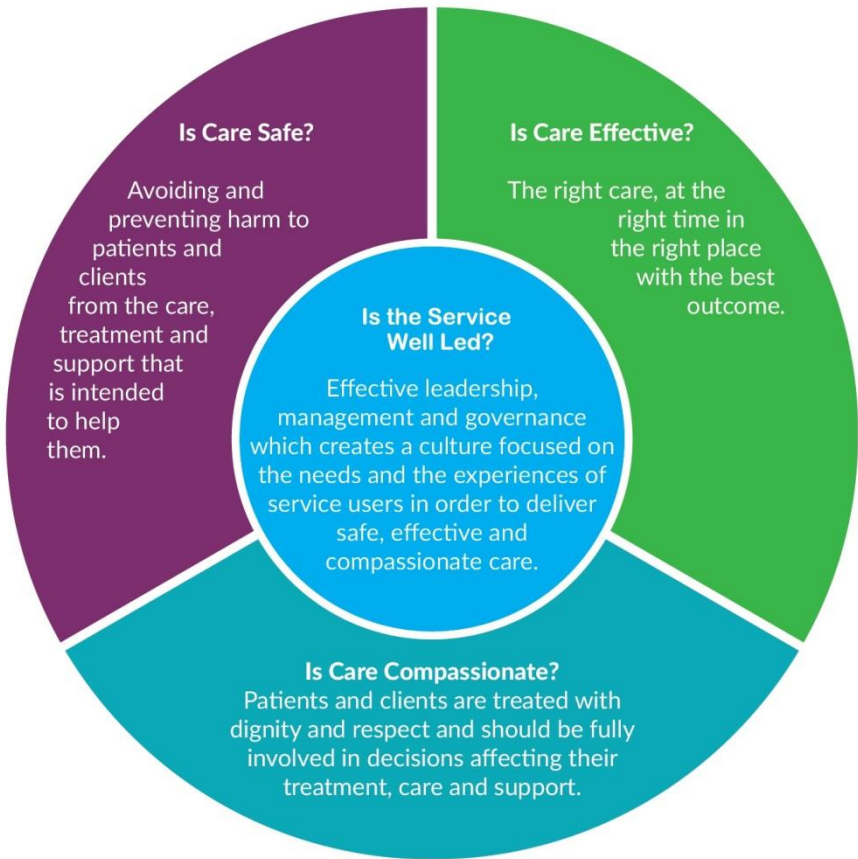 Is Care Safe?
Avoiding and
preventing harm to
patients and
clients
from the care,
treatment and
support that
is intended
to help
them.
Is Care Effective?
The right care, at the
right time in
the right place
with the best
outcome.
Is the Service
Well Led?
Effective leadership,
management and governance
which creates a culture focused on
the needs and the experiences of
service users in order to deliver
safe, effective and
compassionate care.
Is Care Compassionate?
Patients and clients are treated with
dignity and respect and should be fully
involved in decisions affecting their
treatment, care and support.